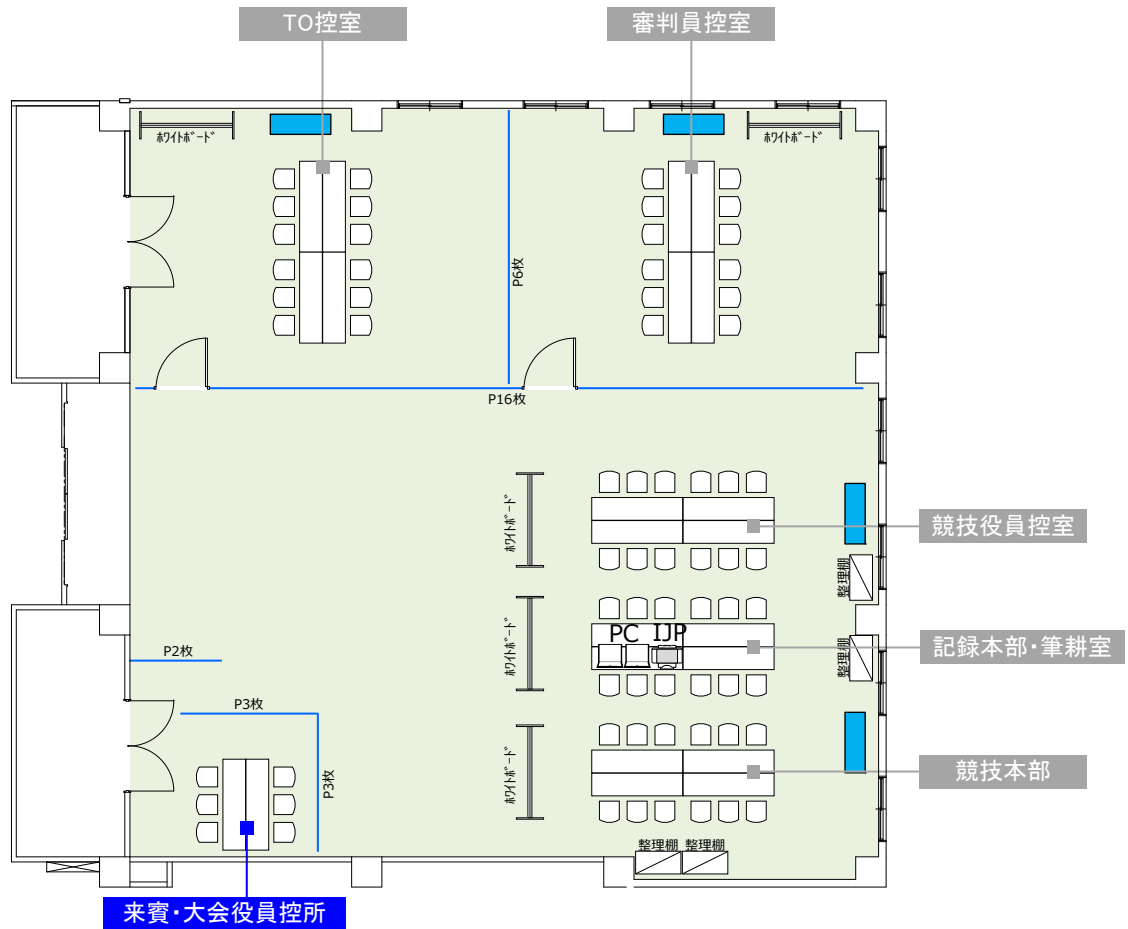 TO控室
審判員控室
ホワイトボード
ホワイトボード
P6枚
P16枚
ホワイトボード
競技役員控室
整理棚
PC IJP
ホワイトボード
整理棚
記録本部・筆耕室
P2枚
P3枚
P3枚
ホワイトボード
競技本部
整理棚 整理棚
来賓・大会役員控所